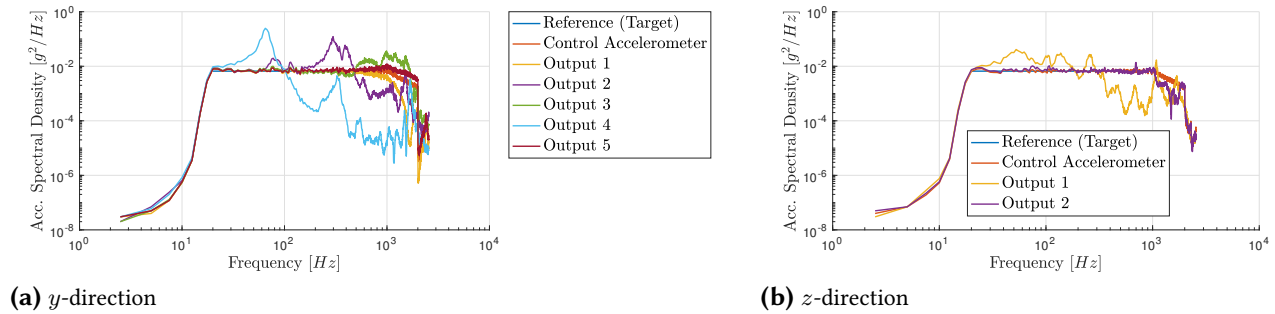 10^0
10^-2
10^-4
10^-6
10^-8
10^0
10^1
10^2
10^3
10^4
Frequency [Hz]
Acc. Spectral Density [g^2/Hz]
Reference (Target)
Control Accelerometer
Output 1
Output 2
Output 3
Output 4
Output 5
(a) y-direction
10^0
10^-2
10^-4
10^-6
10^-8
10^0
10^1
10^2
10^3
10^4
Frequency [Hz]
Acc. Spectral Density [g^2/Hz]
Reference (Target)
Control Accelerometer
Output 1
Output 2
(b) z-direction